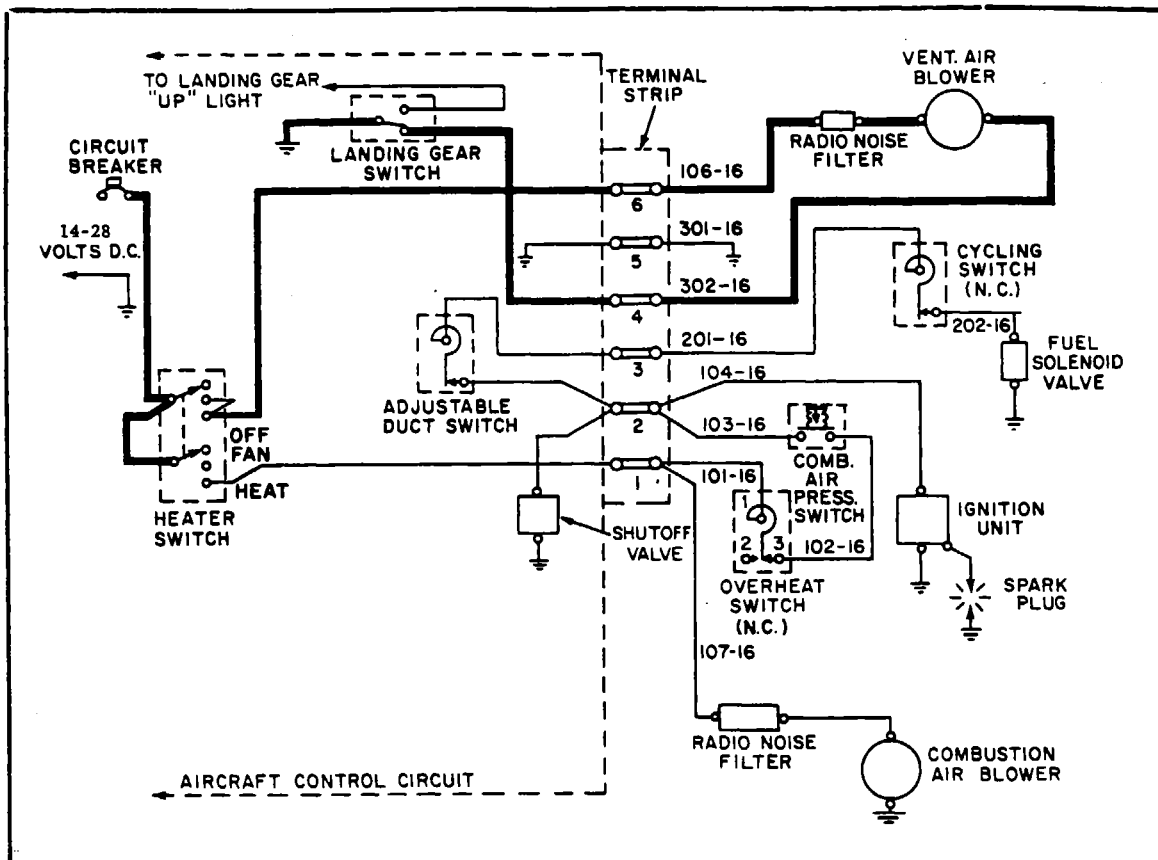 TO LANDING GEAR
"UP" LIGHT
LANDING GEAR
SWITCH
CIRCUIT
BREAKER
14-28
VOLTS D.C.
TERMINAL
STRIP
VENT. AIR
BLOWER
RADIO NOISE
FILTER
106-16
6
301-16
5
302-16
4
201-16
3
104-16
2
103-16
1
101-16
CYCLING
SWITCH
(N.C.)
202-16
FUEL
SOLENOID
VALVE
ADJUSTABLE
DUCT SWITCH
OFF
FAN
HEAT
HEATER
SWITCH
COMB.
AIR
PRESS.
SWITCH
1
2 3
102-16
OVERHEAT
SWITCH
(N.C.)
SHUTOFF
VALVE
IGNITION
UNIT
SPARK
PLUG
107-16
RADIO NOISE
FILTER
COMBUSTION
AIR BLOWER
AIRCRAFT CONTROL CIRCUIT